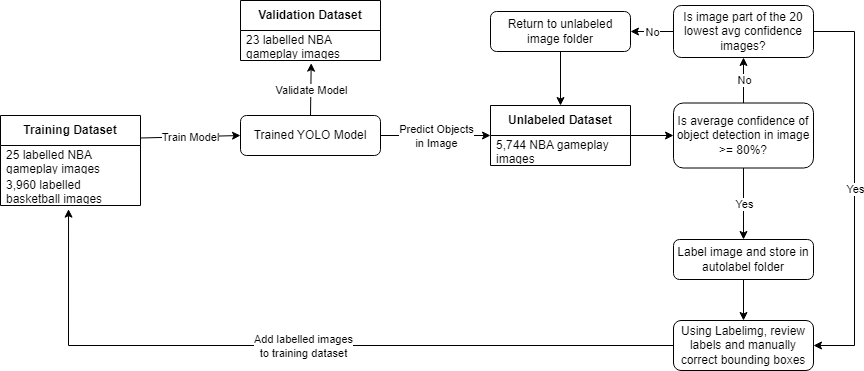 Validation Dataset
23 labelled NBA
gameplay images
Return to unlabeled
image folder
No
Is image part of the 20
lowest avg confidence
images?
Validate Model
No
Training Dataset
25 labelled NBA
gameplay images
3,960 labelled
basketball images
Train Model
Trained YOLO Model
Predict Objects
in Image
Unlabeled Dataset
5,744 NBA gameplay
images
Is average confidence of
object detection in image
>= 80%?
Yes
Yes
Label image and store in
autolabel folder
Add labelled images
to training dataset
Using Labelimg, review
labels and manually
correct bounding boxes